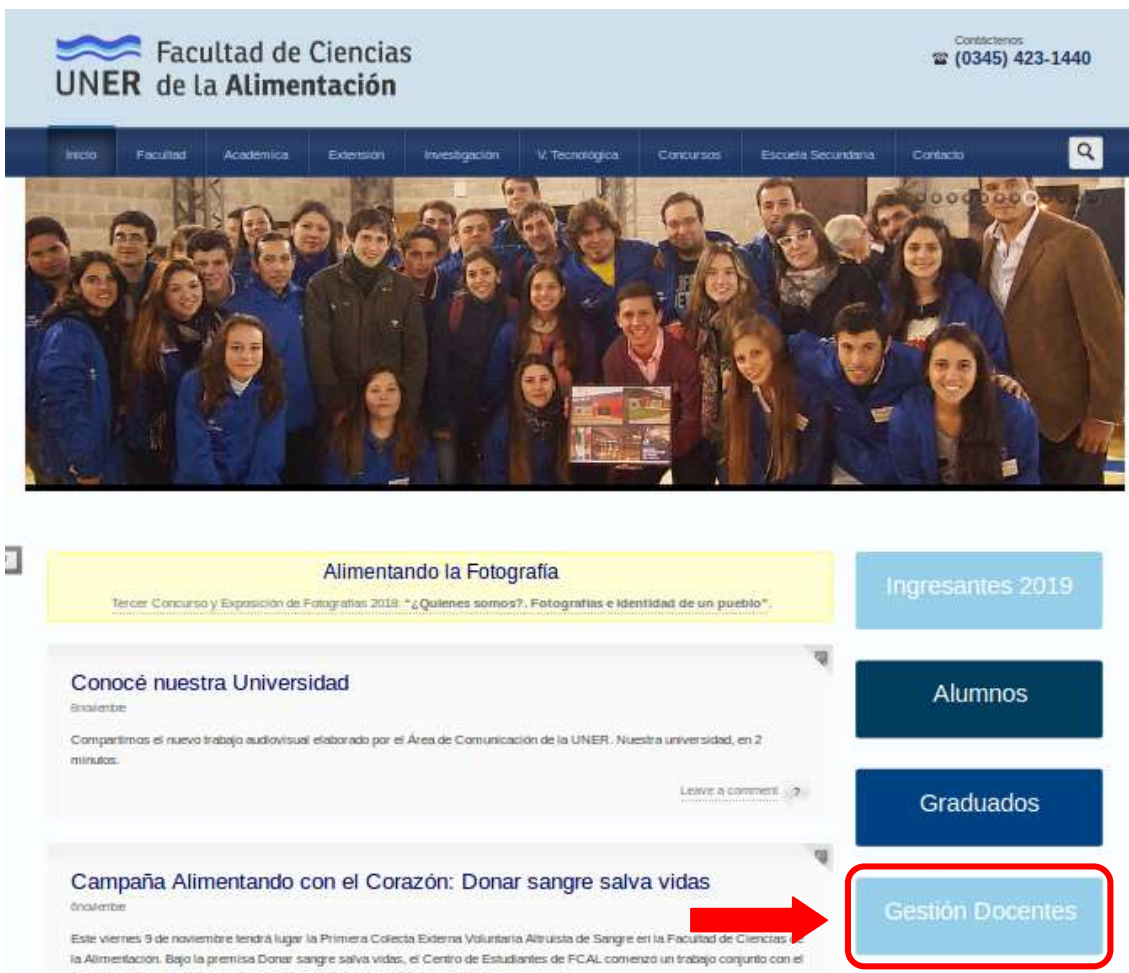 UNER
Facultad de Ciencias
de la Alimentación
Contáctenos
☎ (0345) 423-1440
Inicio Facultad Académica Extensión Investigación V. Tecnológica Concursos Escuela Secundaria Contacto
Alimentando la Fotografía
Tercer Concurso y Exposición de Fotografías 2018: "¿Quienes somos?. Fotografías e identidad de un pueblo".
Conocé nuestra Universidad
8noviembre
Compartimos el nuevo trabajo audiovisual elaborado por el Área de Comunicación de la UNER. Nuestra universidad, en 2
minutos.
Leave a comment ?
Campaña Alimentando con el Corazón: Donar sangre salva vidas
6noviembre
Este viernes 9 de noviembre tendrá lugar la Primera Colecta Externa Voluntaria Altruista de Sangre en la Facultad de Ciencias de
la Alimentación. Bajo la premisa Donar sangre salva vidas, el Centro de Estudiantes de FCAL comenzó un trabajo conjunto con el
Ingresantes 2019
Alumnos
Graduados
Gestión Docentes